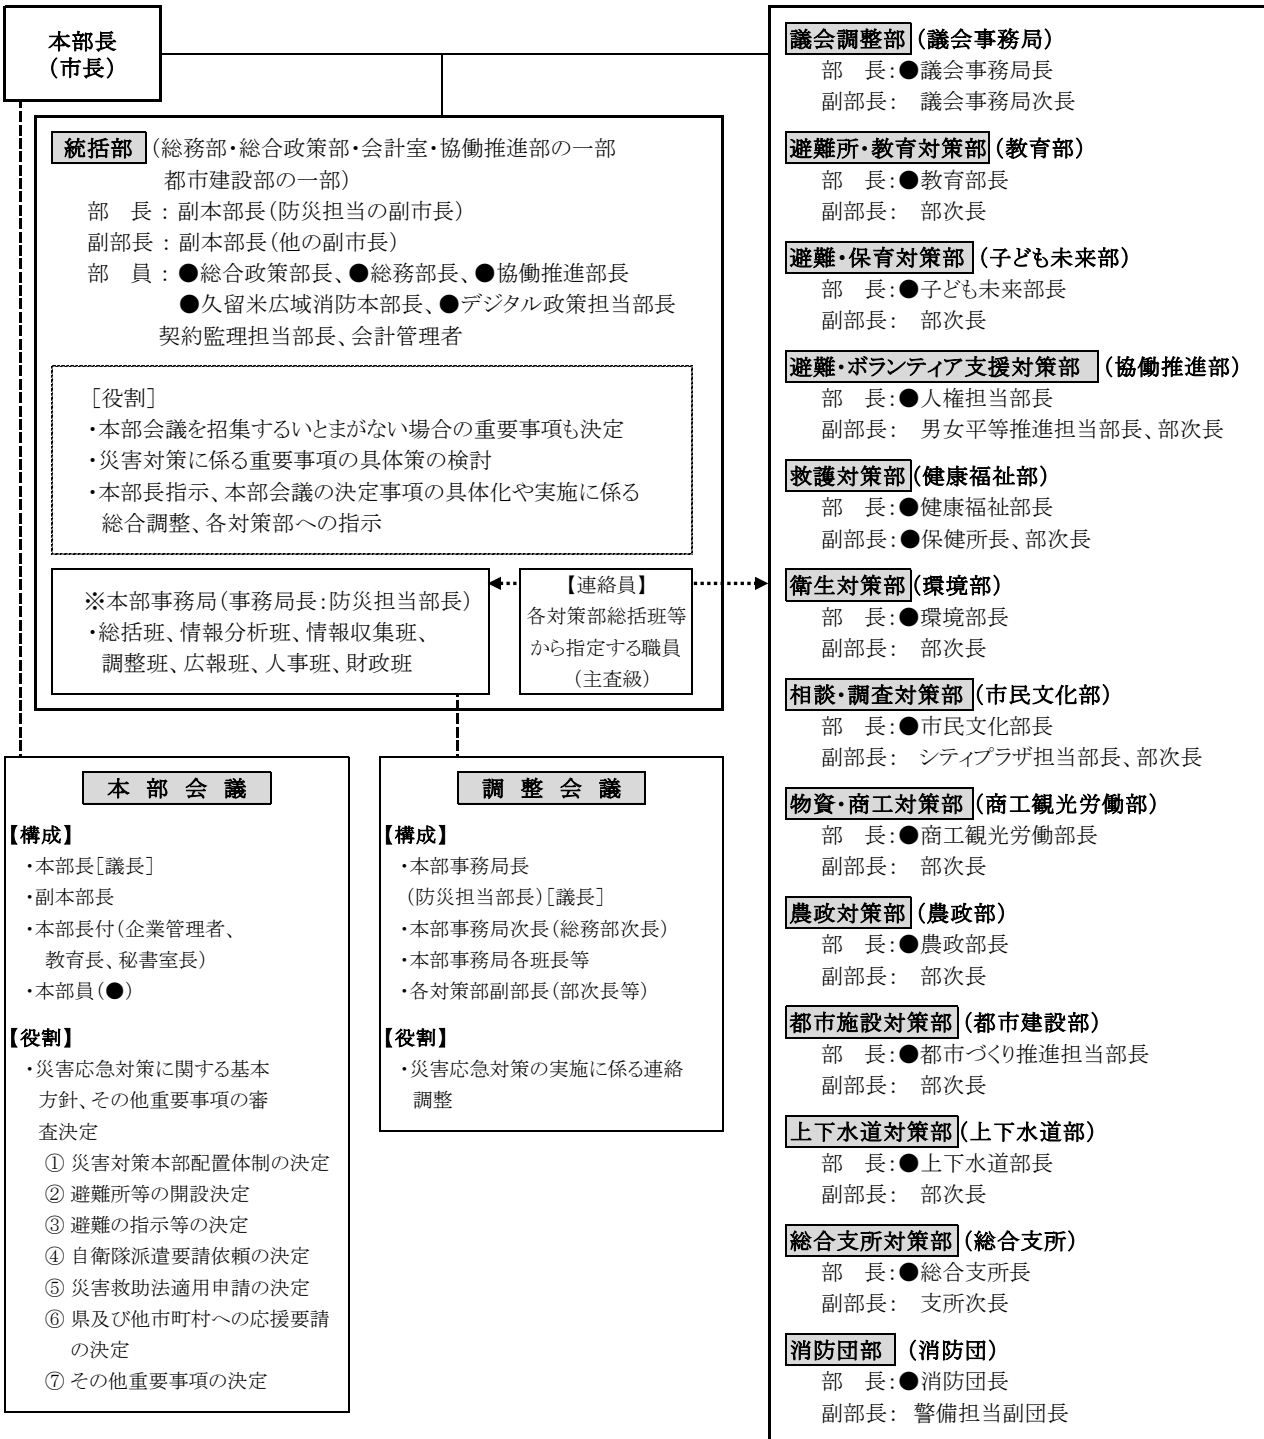 本部長
(市長)
統括部 (総務部・総合政策部・会計室・協働推進部の一部
都市建設部の一部)
部 長 : 副本部長(防災担当の副市長)
副部長 : 副本部長(他の副市長)
部 員 : ●総合政策部長、●総務部長、●協働推進部長
●久留米広域消防本部長、●デジタル政策担当部長
契約監理担当部長、会計管理者
[役割]
・本部会議を招集するいとまがない場合の重要事項も決定
・災害対策に係る重要事項の具体策の検討
・本部長指示、本部会議の決定事項の具体化や実施に係る
総合調整、各対策部への指示
※本部事務局(事務局長:防災担当部長)
・総括班、情報分析班、情報収集班、
調整班、広報班、人事班、財政班
【連絡員】
各対策部総括班等
から指定する職員
(主査級)
本 部 会 議
【構成】
・本部長[議長]
・副本部長
・本部長付(企業管理者、
教育長、秘書室長)
・本部員(●)
【役割】
・災害応急対策に関する基本
方針、その他重要事項の審
査決定
① 災害対策本部配置体制の決定
② 避難所等の開設決定
③ 避難の指示等の決定
④ 自衛隊派遣要請依頼の決定
⑤ 災害救助法適用申請の決定
⑥ 県及び他市町村への応援要請
の決定
⑦ その他重要事項の決定
調 整 会 議
【構成】
・本部事務局長
(防災担当部長)[議長]
・本部事務局次長(総務部次長)
・本部事務局各班長等
・各対策部副部長(部次長等)
【役割】
・災害応急対策の実施に係る連絡
調整
議会調整部 (議会事務局)
部 長:●議会事務局長
副部長: 議会事務局次長
避難所・教育対策部 (教育部)
部 長:●教育部長
副部長: 部次長
避難・保育対策部 (子ども未来部)
部 長:●子ども未来部長
副部長: 部次長
避難・ボランティア支援対策部 (協働推進部)
部 長:●人権担当部長
副部長: 男女平等推進担当部長、部次長
救護対策部 (健康福祉部)
部 長:●健康福祉部長
副部長:●保健所長、部次長
衛生対策部 (環境部)
部 長:●環境部長
副部長: 部次長
相談・調査対策部 (市民文化部)
部 長:●市民文化部長
副部長: シティプラザ担当部長、部次長
物資・商工対策部 (商工観光労働部)
部 長:●商工観光労働部長
副部長: 部次長
農政対策部 (農政部)
部 長:●農政部長
副部長: 部次長
都市施設対策部 (都市建設部)
部 長:●都市づくり推進担当部長
副部長: 部次長
上下水道対策部 (上下水道部)
部 長:●上下水道部長
副部長: 部次長
総合支所対策部 (総合支所)
部 長:●総合支所長
副部長: 支所次長
消防団部 (消防団)
部 長:●消防団長
副部長: 警備担当副団長